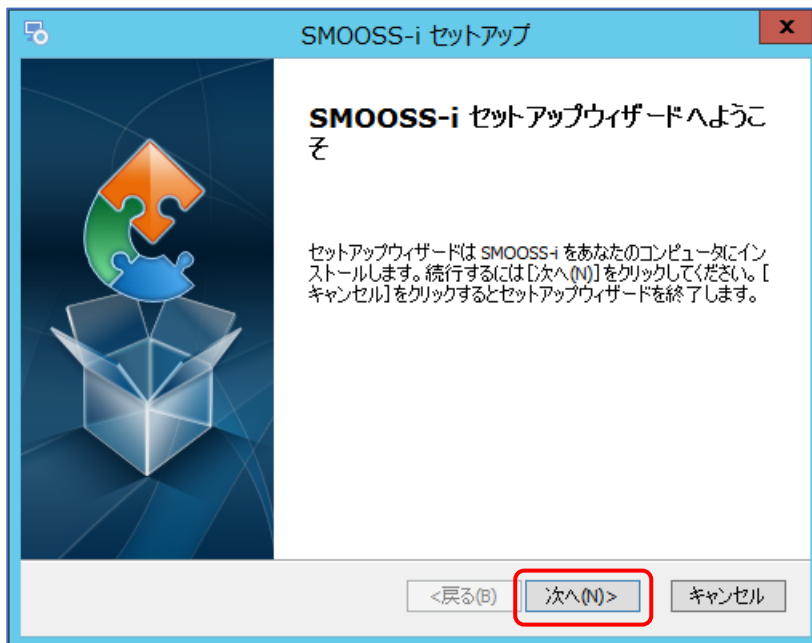 SMOOSS-i セットアップ
x
SMOOSS-i セットアップウィザードへようこ
そ
セットアップウィザードは SMOOSS-i をあなたのコンピュータにイン
ストールします。続行するには[次へ(N)]をクリックしてください。[
キャンセル]をクリックするとセットアップウィザードを終了します。
<戻る(B) 次へ(N)> キャンセル